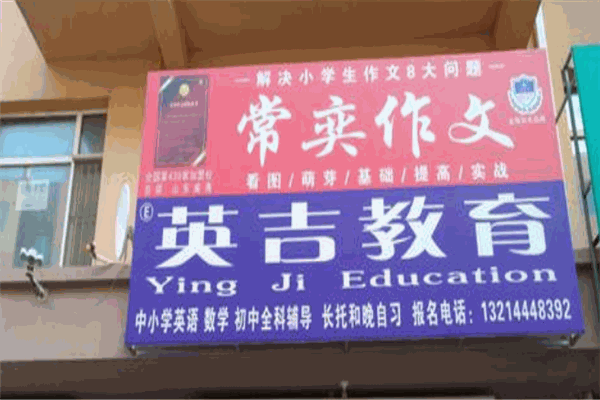 解决小学生作文8大问题
常奕作文
看图/萌芽/基础/提高/实战
英吉教育
Ying Ji Education
中小学英语 数学 初中全科辅导 长托和晚自习 报名电话：13214448392